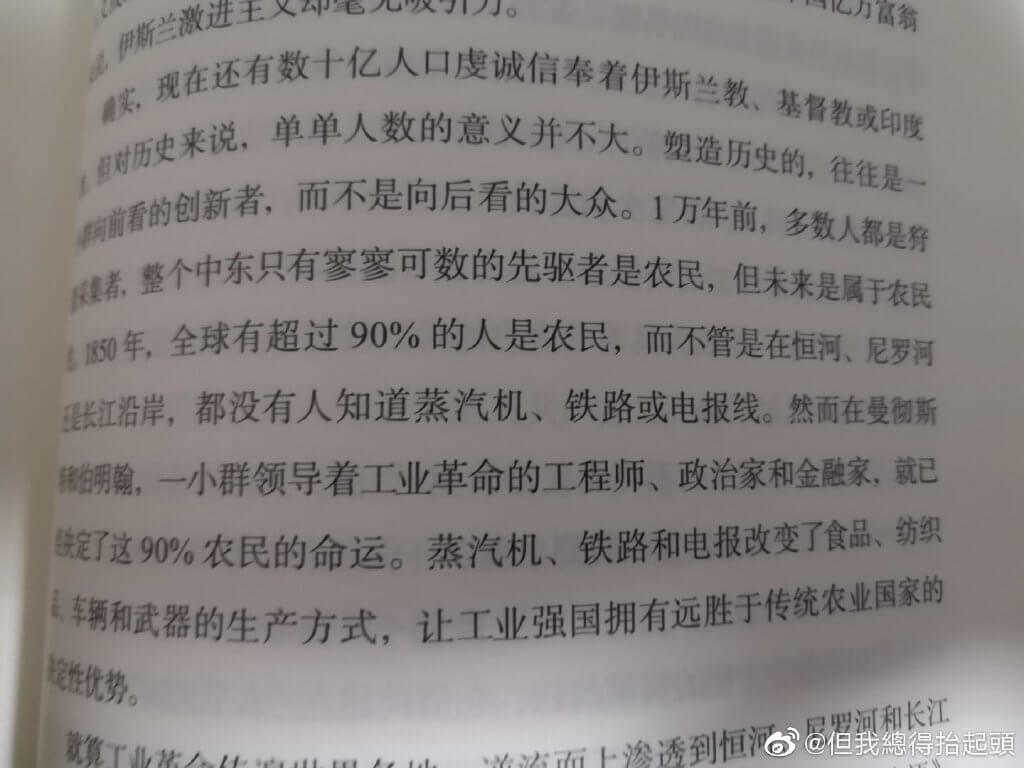 伊斯兰激进主义却毫无吸引力。
亿万富翁
确实，现在还有数十亿人口虔诚信奉着伊斯兰教、基督教或印度
但对历史来说，单单人数的意义并不大。塑造历史的，往往是一
向前看的创新者，而不是向后看的大众。1万年前，多数人都是狩
采集者，整个中东只有寥寥可数的先驱者是农民，但未来是属于农民
1850年，全球有超过90%的人是农民，而不管是在恒河、尼罗河
还是长江沿岸，都没有人知道蒸汽机、铁路或电报线。然而在曼彻斯
和伯明翰，一小群领导着工业革命的工程师、政治家和金融家，就已
决定了这90%农民的命运。蒸汽机、铁路和电报改变了食品、纺织
品、车辆和武器的生产方式，让工业强国拥有远胜于传统农业国家的
决定性优势。
就算工业革命传遍世界各地，逆流而上渗透到恒河、尼罗河和长江
@但我總得抬起頭